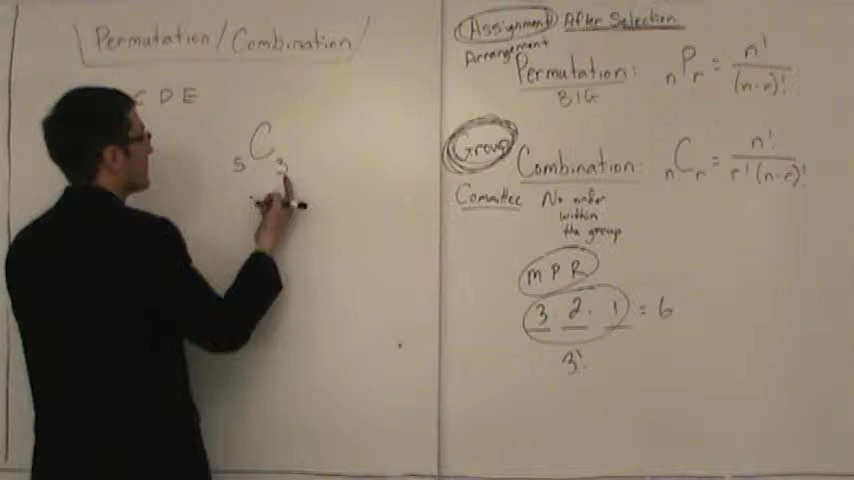 Permutation/Combination
C D E
5 C 3
Assignment After Selection
Arrangement
Permutation: nPr = n! / (n-r)!
BIG
Group
Combination: nCr = n! / r!(n-r)!
Committee No order
within
the group
M P R
3. 2. 1 = 6
3!